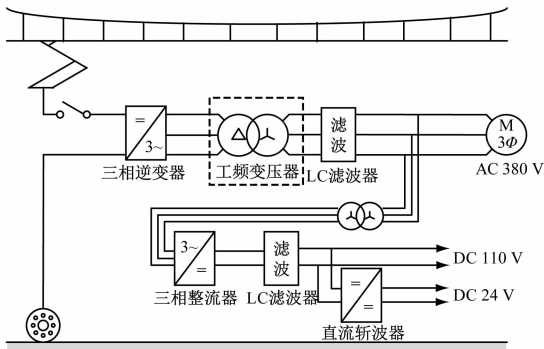 =
3~
三相逆变器
工频变压器
滤
波
LC滤波器
M
3Φ
AC 380 V
3~
=
三相整流器
滤
波
LC滤波器
=
=
直流斩波器
DC 110 V
DC 24 V